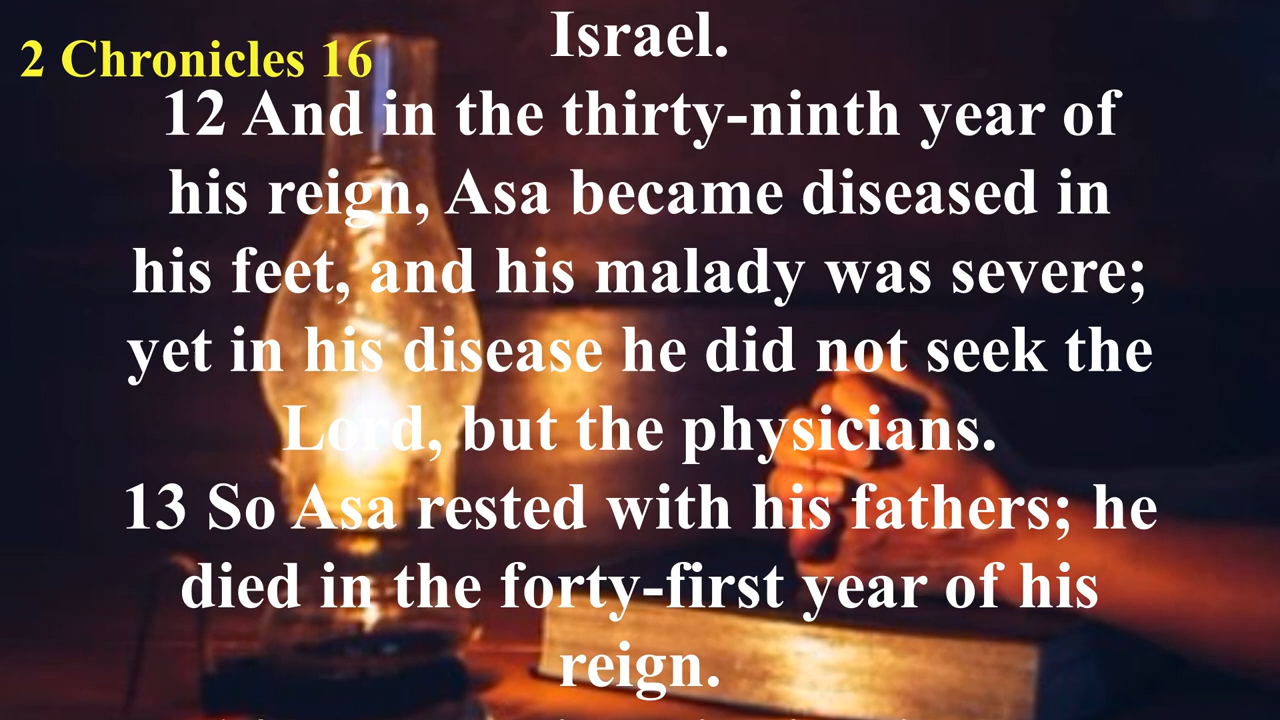 2 Chronicles 16
Israel.
12 And in the thirty-ninth year of
his reign, Asa became diseased in
his feet, and his malady was severe;
yet in his disease he did not seek the
Lord, but the physicians.
13 So Asa rested with his fathers; he
died in the forty-first year of his
reign.